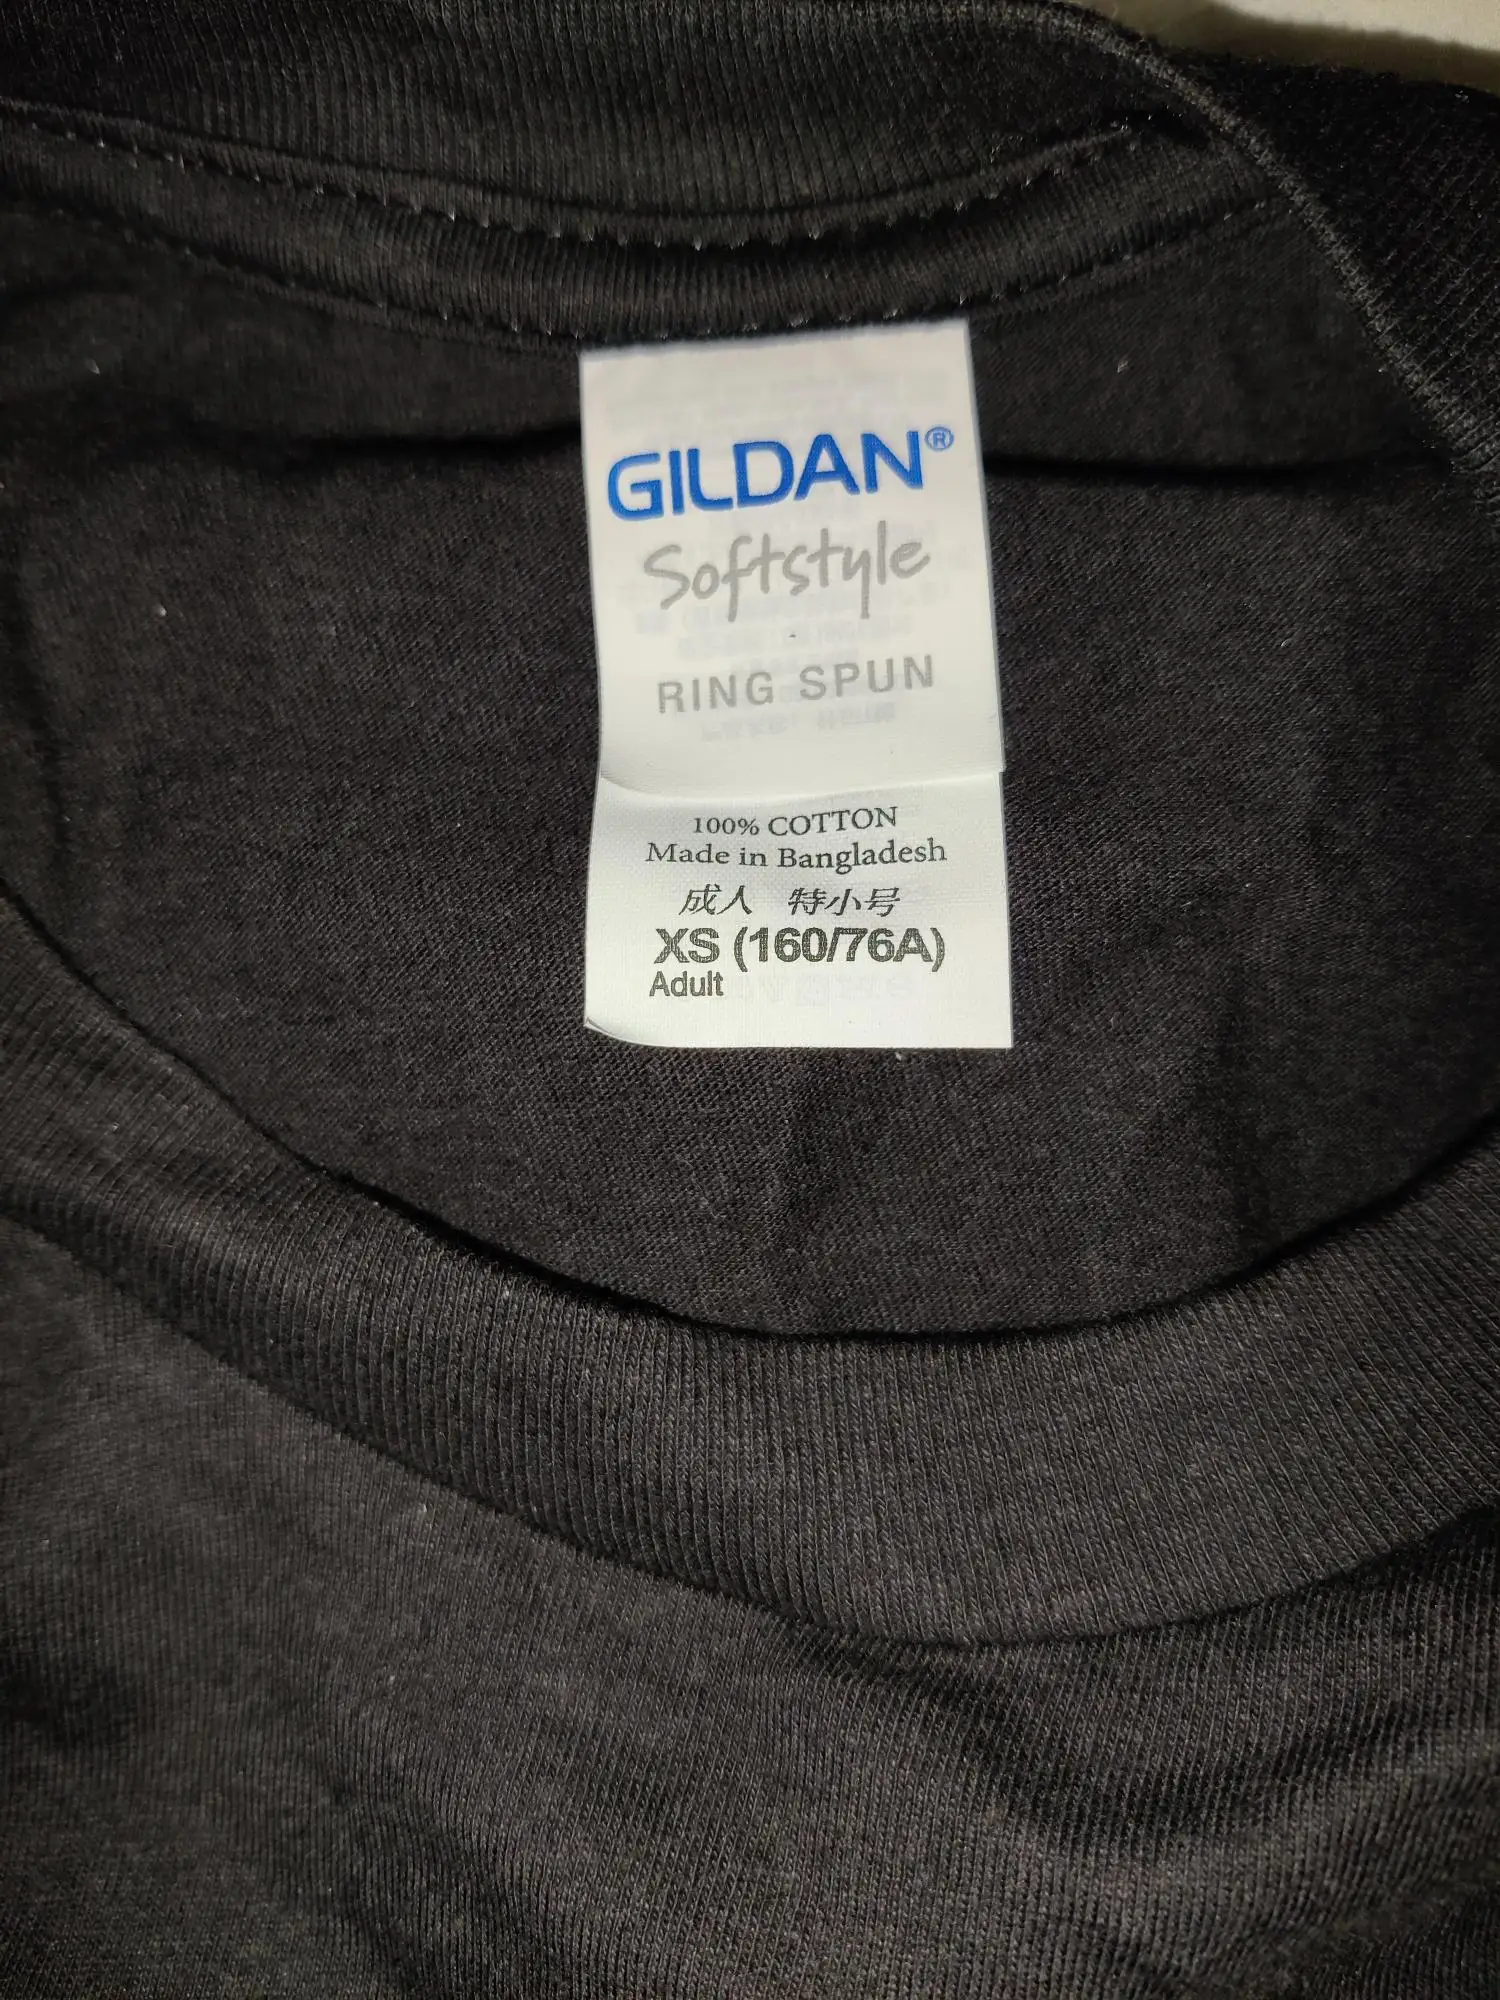 GILDAN®
Softstyle
RING SPUN
100% COTTON
Made in Bangladesh
成人 特小号
XS (160/76A)
Adult